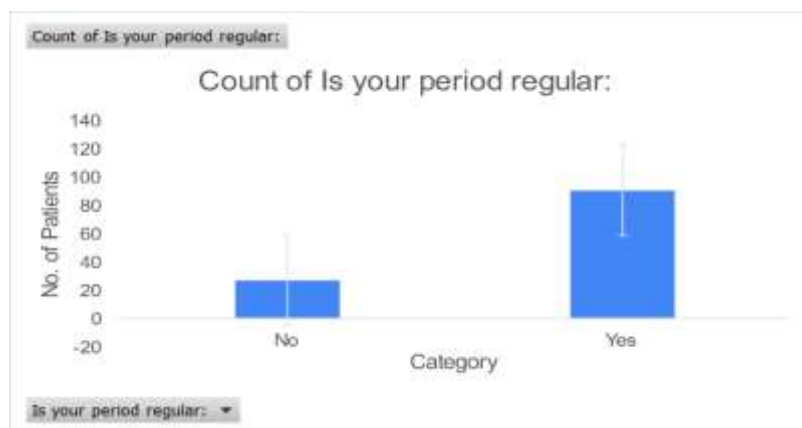 Count of Is your period regular:
Count of Is your period regular:
No. of Patients
140
120
100
80
60
40
20
0
-20
No
Yes
Category
Is your period regular: